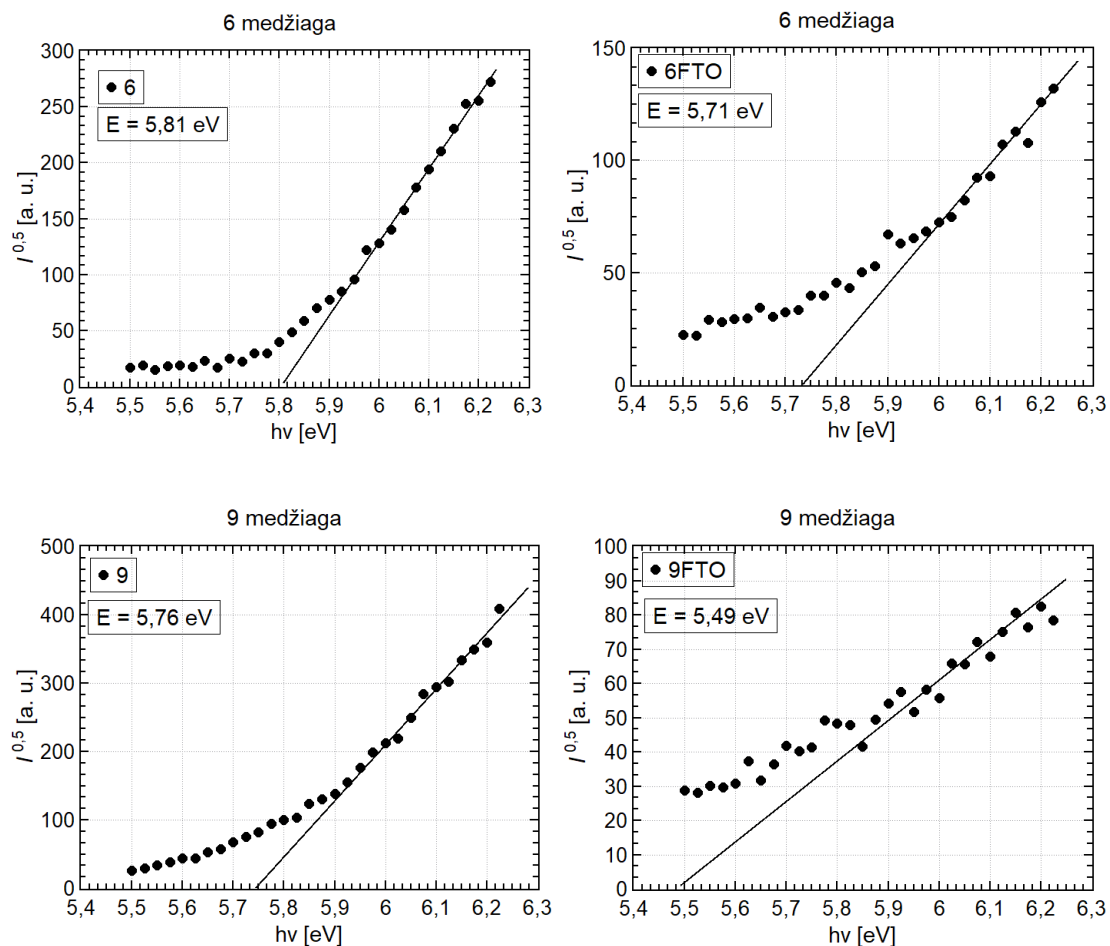 6 medžiaga
6
E = 5,81 eV
I^0,5 [a. u.]
300
250
200
150
100
50
0
5,4 5,5 5,6 5,7 5,8 5,9 6 6,1 6,2 6,3
hv [eV]
6 medžiaga
6FTO
E = 5,71 eV
I^0,5 [a. u.]
150
100
50
0
5,4 5,5 5,6 5,7 5,8 5,9 6 6,1 6,2 6,3
hv [eV]
9 medžiaga
9
E = 5,76 eV
I^0,5 [a. u.]
500
400
300
200
100
0
5,4 5,5 5,6 5,7 5,8 5,9 6 6,1 6,2 6,3
hv [eV]
9 medžiaga
9FTO
E = 5,49 eV
I^0,5 [a. u.]
100
90
80
70
60
50
40
30
20
10
0
5,4 5,5 5,6 5,7 5,8 5,9 6 6,1 6,2 6,3
hv [eV]